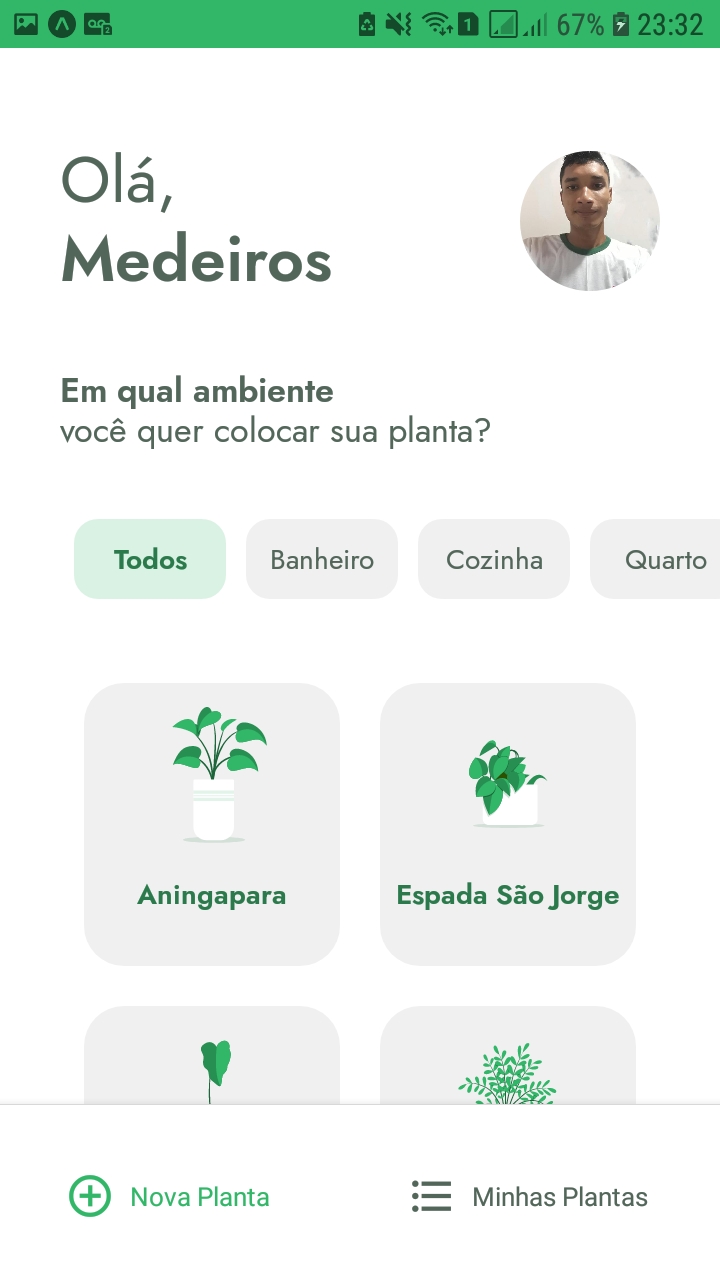 67% 23:32
Olá,
Medeiros
Em qual ambiente
você quer colocar sua planta?
Todos Banheiro Cozinha Quarto
Aningapara Espada São Jorge
Nova Planta Minhas Plantas